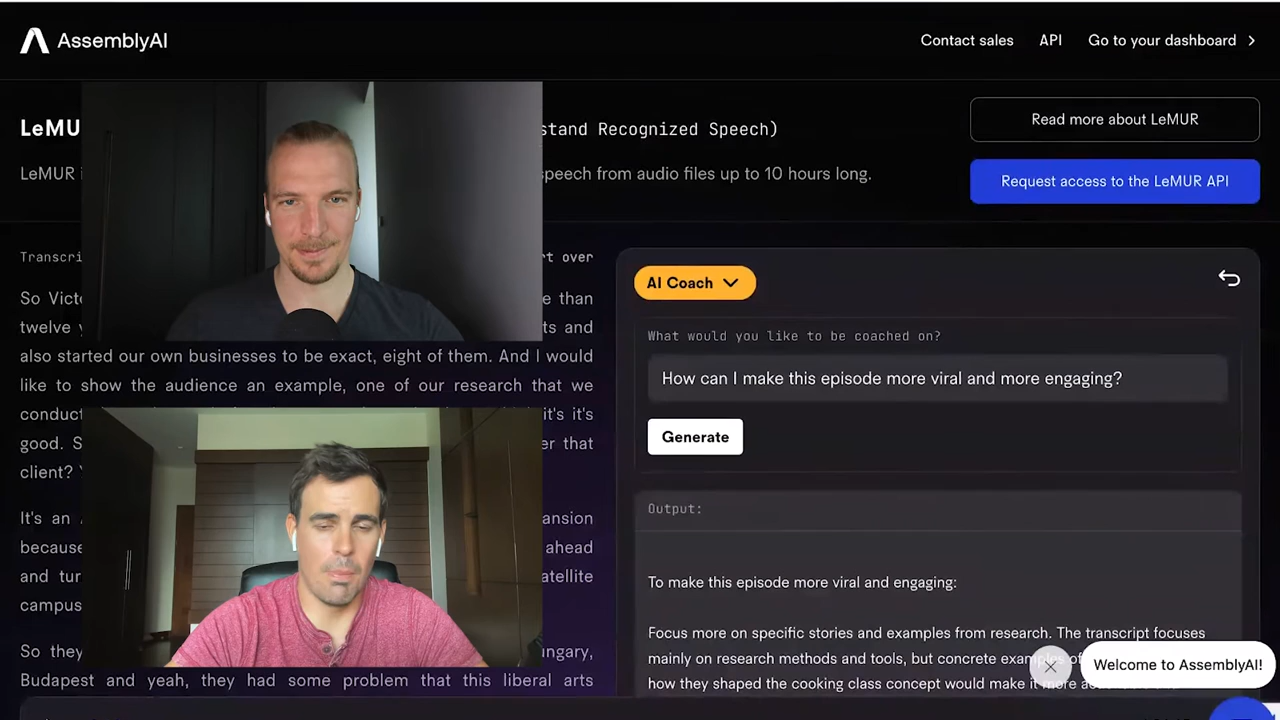 AssemblyAI
Contact sales
API
Go to your dashboard
LeMU
stand Recognized Speech)
Read more about LeMUR
LeMUR
speech from audio files up to 10 hours long.
Request access to the LeMUR API
Transcri
rt over
So Vict
e than
twelve
ts and
also started our own businesses to be exact, eight of them. And I would
like to show the audience an example, one of our research that we
conduct
it's it's
good. S
er that
client?
It's an
ansion
because
ahead
and tur
atellite
campus
So they
ungary,
Budapest and yeah, they had some problem that this liberal arts
AI Coach
What would you like to be coached on?
How can I make this episode more viral and more engaging?
Generate
Output:
To make this episode more viral and engaging:
Focus more on specific stories and examples from research. The transcript focuses
mainly on research methods and tools, but concrete examples of
how they shaped the cooking class concept would make it more
Welcome to AssemblyAI!